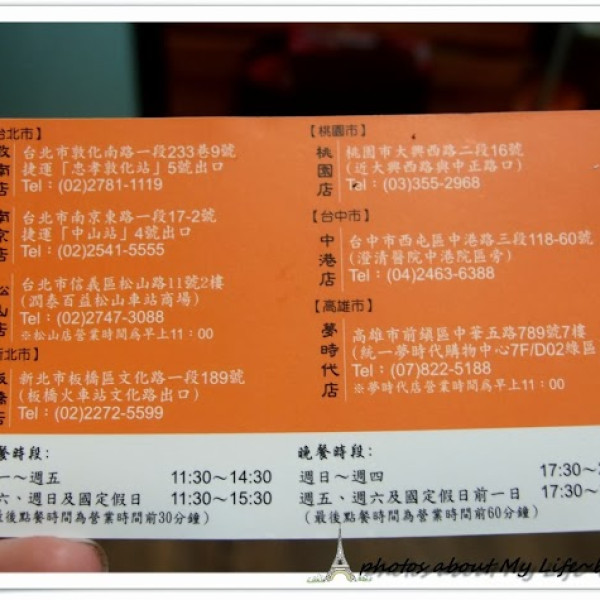 台北市】
敦南店
台北市敦化南路一段233巷9號
捷運「忠孝敦化站」5號出口
Tel：(02)2781-1119
南京店
台北市南京東路一段17-2號
捷運「中山站」4號出口
Tel：(02)2541-5555
松山店
台北市信義區松山路11號2樓
(潤泰百益松山車站商場)
Tel：(02)2747-3088
※松山店營業時間為早上11：00
新北市】
板橋店
新北市板橋區文化路一段189號
(板橋火車站文化路出口)
Tel：(02)2272-5599
【桃園市】
桃園店
桃園市大興西路二段16號
(近大興西路與中正路口)
Tel：(03)355-2968
【台中市】
中港店
台中市西屯區中港路三段118-60號
(澄清醫院中港院區旁)
Tel：(04)2463-6388
【高雄市】
夢時代店
高雄市前鎮區中華五路789號7樓
(統一夢時代購物中心7F/D02綠區
Tel：(07)822-5188
※夢時代店營業時間為早上11：00
餐時段:
一～週五 11:30～14:30
六、週日及國定假日 11:30～15:30
最後點餐時間為營業時間前30分鐘)
晚餐時段:
週日～週四 17:30～
週五、週六及國定假日前一日 17:30～
(最後點餐時間為營業時間前60分鐘)
photos about My Life~